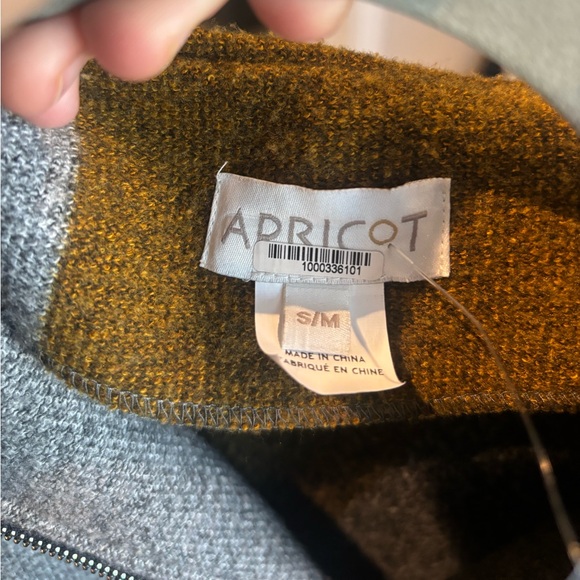 APRICOT
1000336101
S/M
MADE IN CHINA
FABRIQUÉ EN CHINE